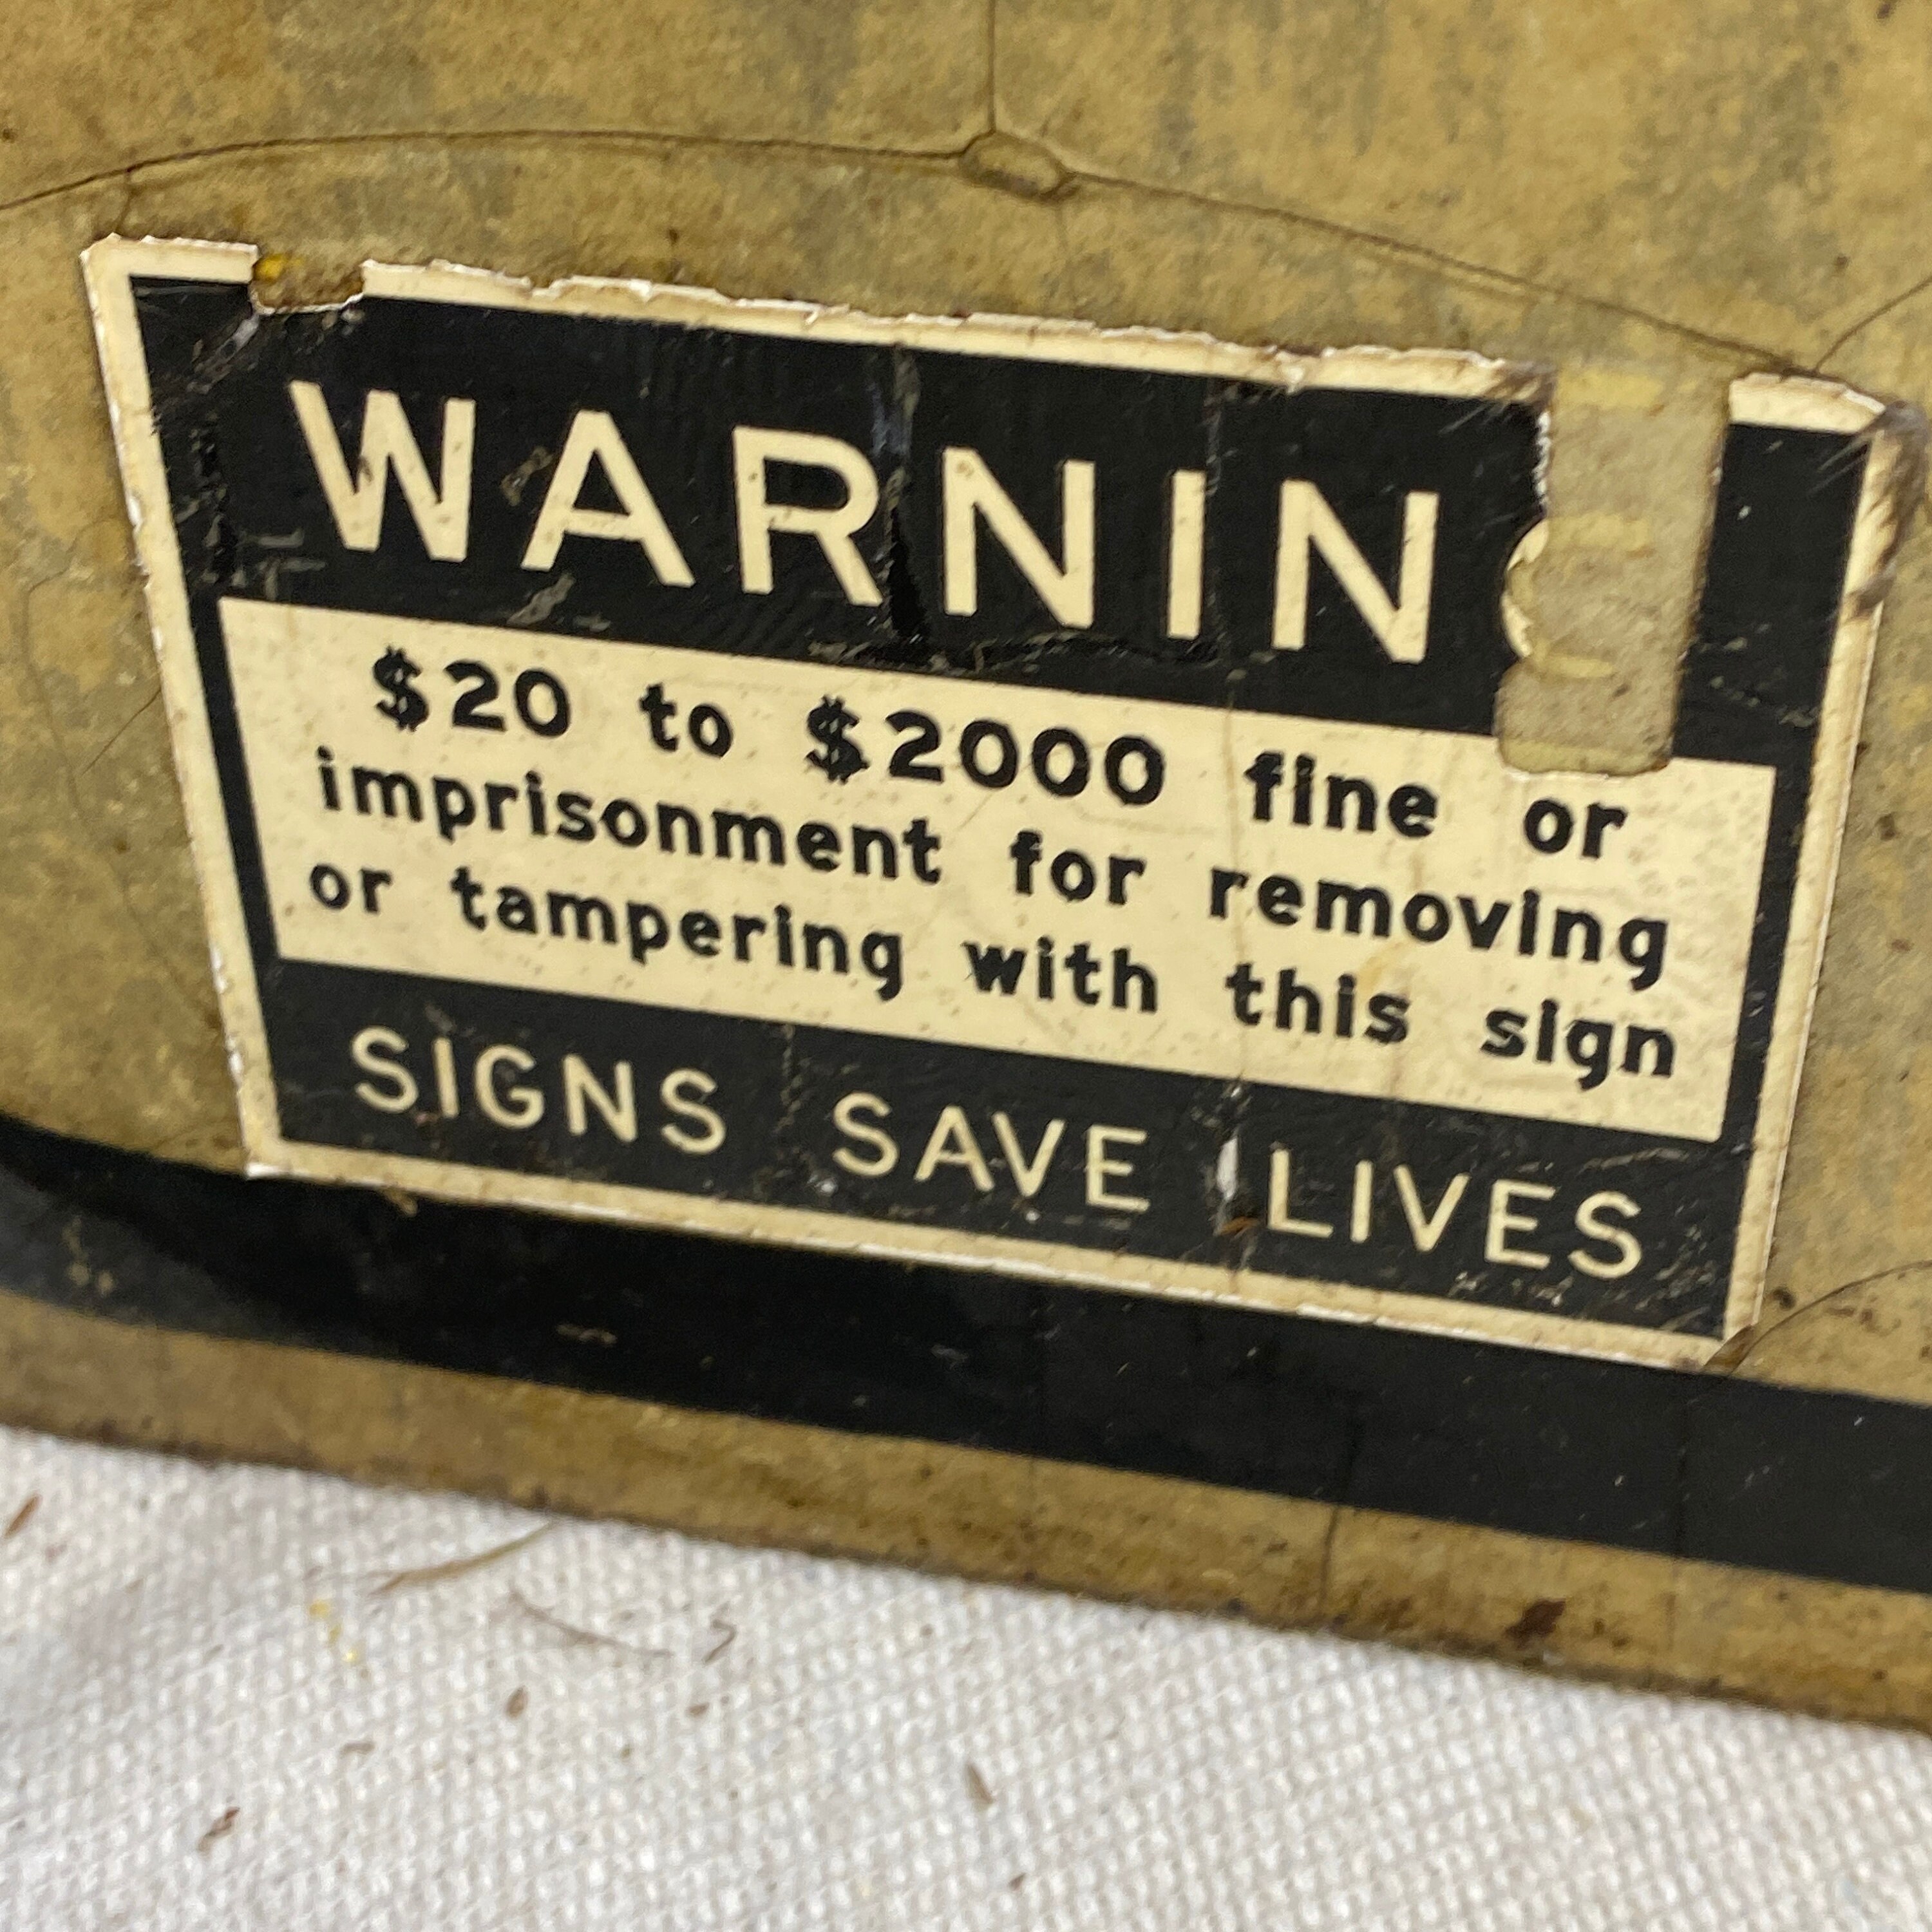 WARNIN
$20 to $2000 fine or
imprisonment for removing
or tampering with this sign
SIGNS SAVE LIVES